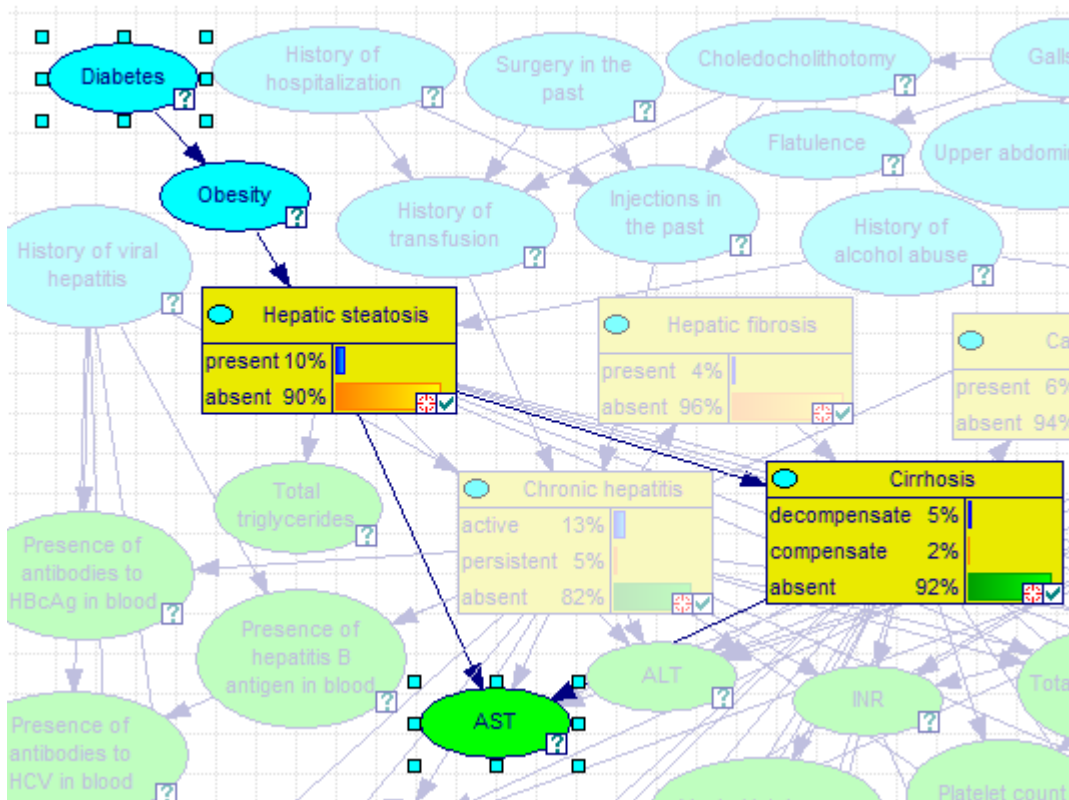 Diabetes
?
History of
hospitalization
?
Surgery in the
past
?
Choledocholithotomy
?
Galls
Flatulence
?
Upper abdomin
Obesity
?
History of viral
hepatitis
?
History of
transfusion
?
Injections in
the past
?
History of
alcohol abuse
?
Hepatic steatosis
present 10%
absent 90%
Hepatic fibrosis
present 4%
absent 96%
Ca
present 6%
absent 94%
Total
triglycerides
?
Chronic hepatitis
active 13%
persistent 5%
absent 82%
Cirrhosis
decompensate 5%
compensate 2%
absent 92%
Presence of
antibodies to
HBcAg in blood
?
Presence of
hepatitis B
antigen in blood
?
ALT
?
INR
?
Tota
AST
?
Presence of
antibodies to
HCV in blood
?
Platelet count